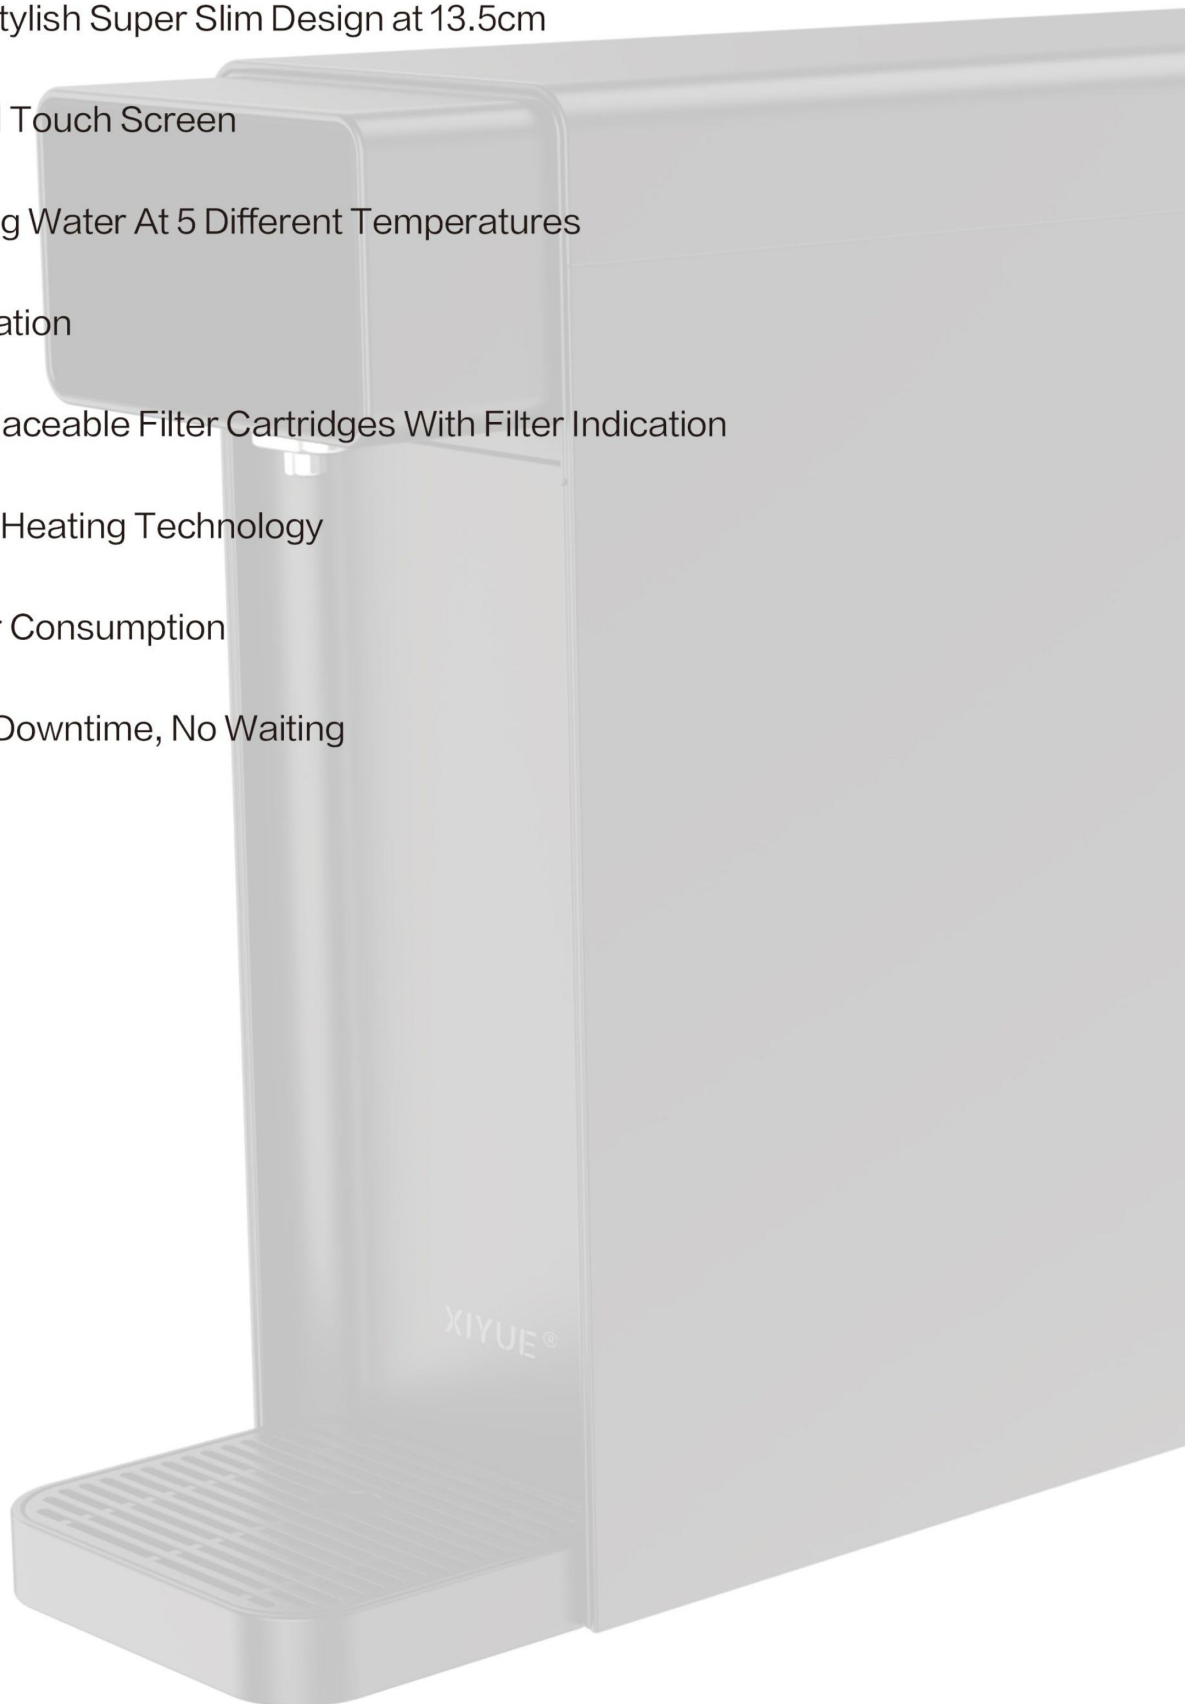 tylish Super Slim Design at 13.5cm
Touch Screen
g Water At 5 Different Temperatures
ation
aceable Filter Cartridges With Filter Indication
Heating Technology
Consumption
Downtime, No Waiting
XIYUE®